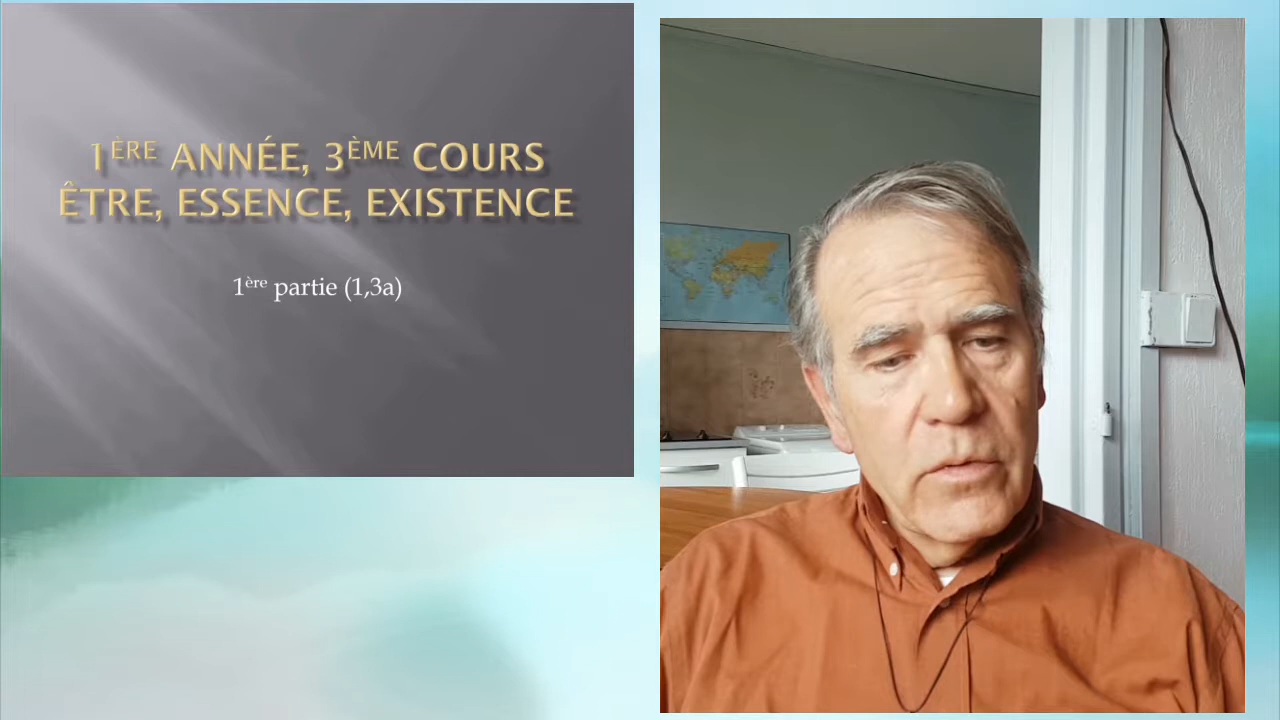 1ÈRE ANNÉE, 3ÈME COURS
ÊTRE, ESSENCE, EXISTENCE
1ère partie (1,3a)